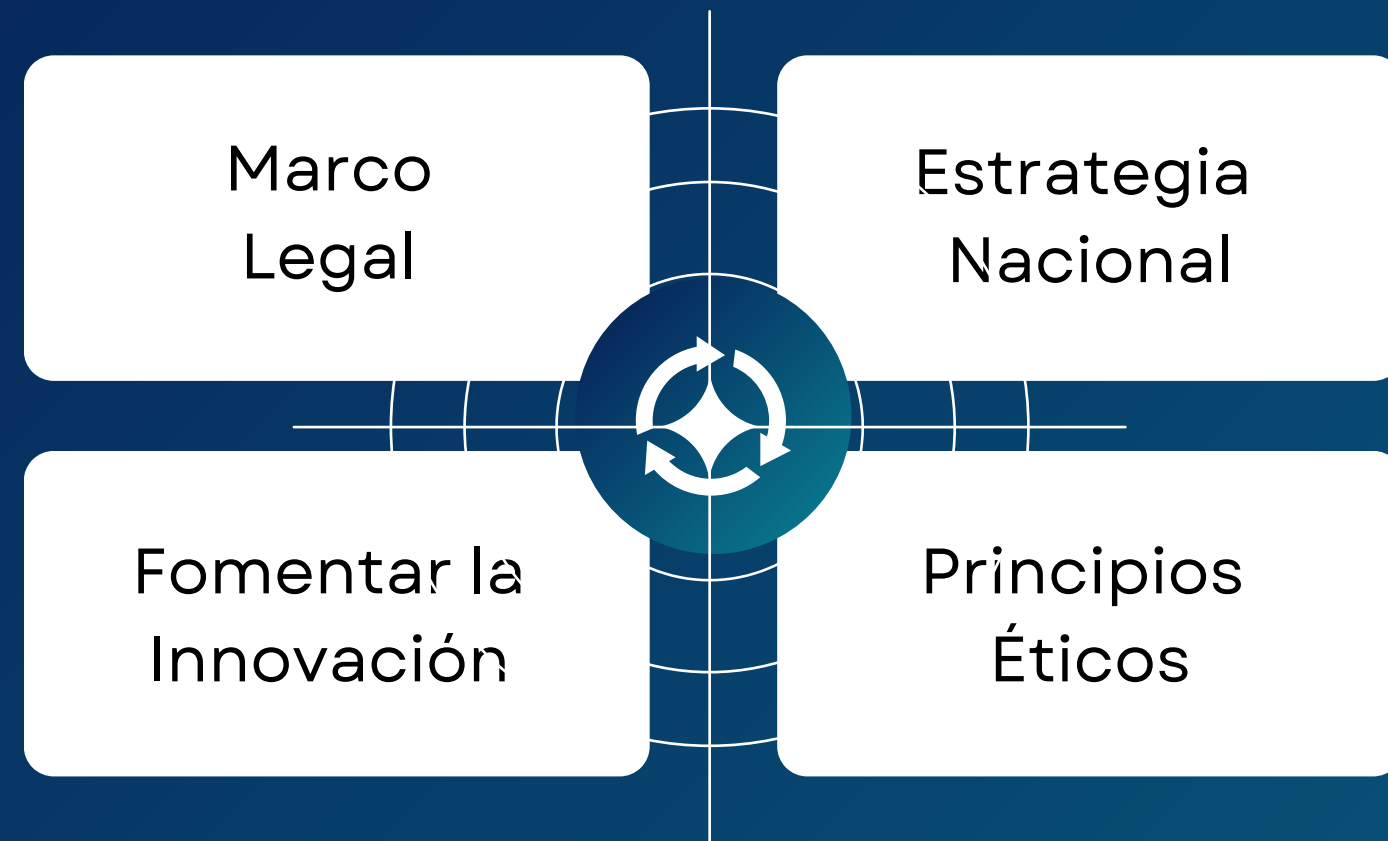 Marco
Legal
Estrategia
Nacional
Fomentar la
Innovación
Principios
Éticos